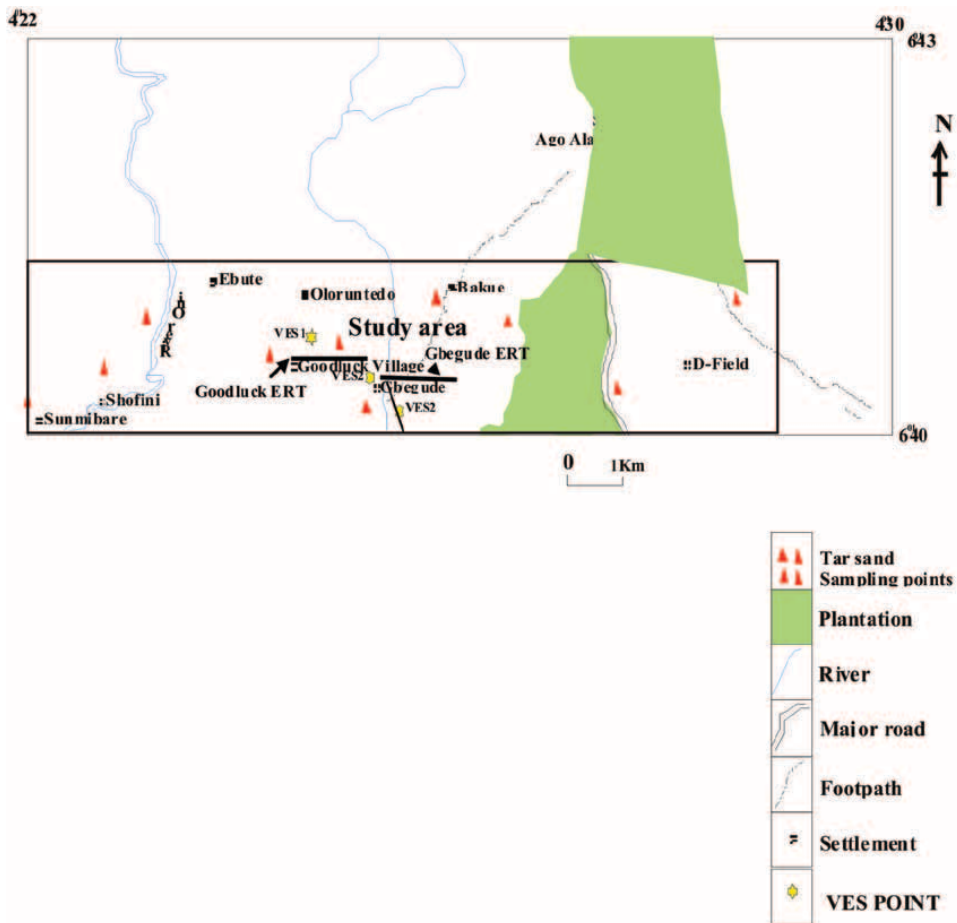 422
430
643
N
Ago Ala
Ebute
Oloruntedo
Bakue
R. Orini
VES1
Study area
Gbegude ERT
Goodluck Village
D-Field
Goodluck ERT
VES2
Gbegude
Shofini
VES2
Sunmibare
640
0 1Km
Tar sand
Sampling points
Plantation
River
Major road
Footpath
Settlement
VES POINT